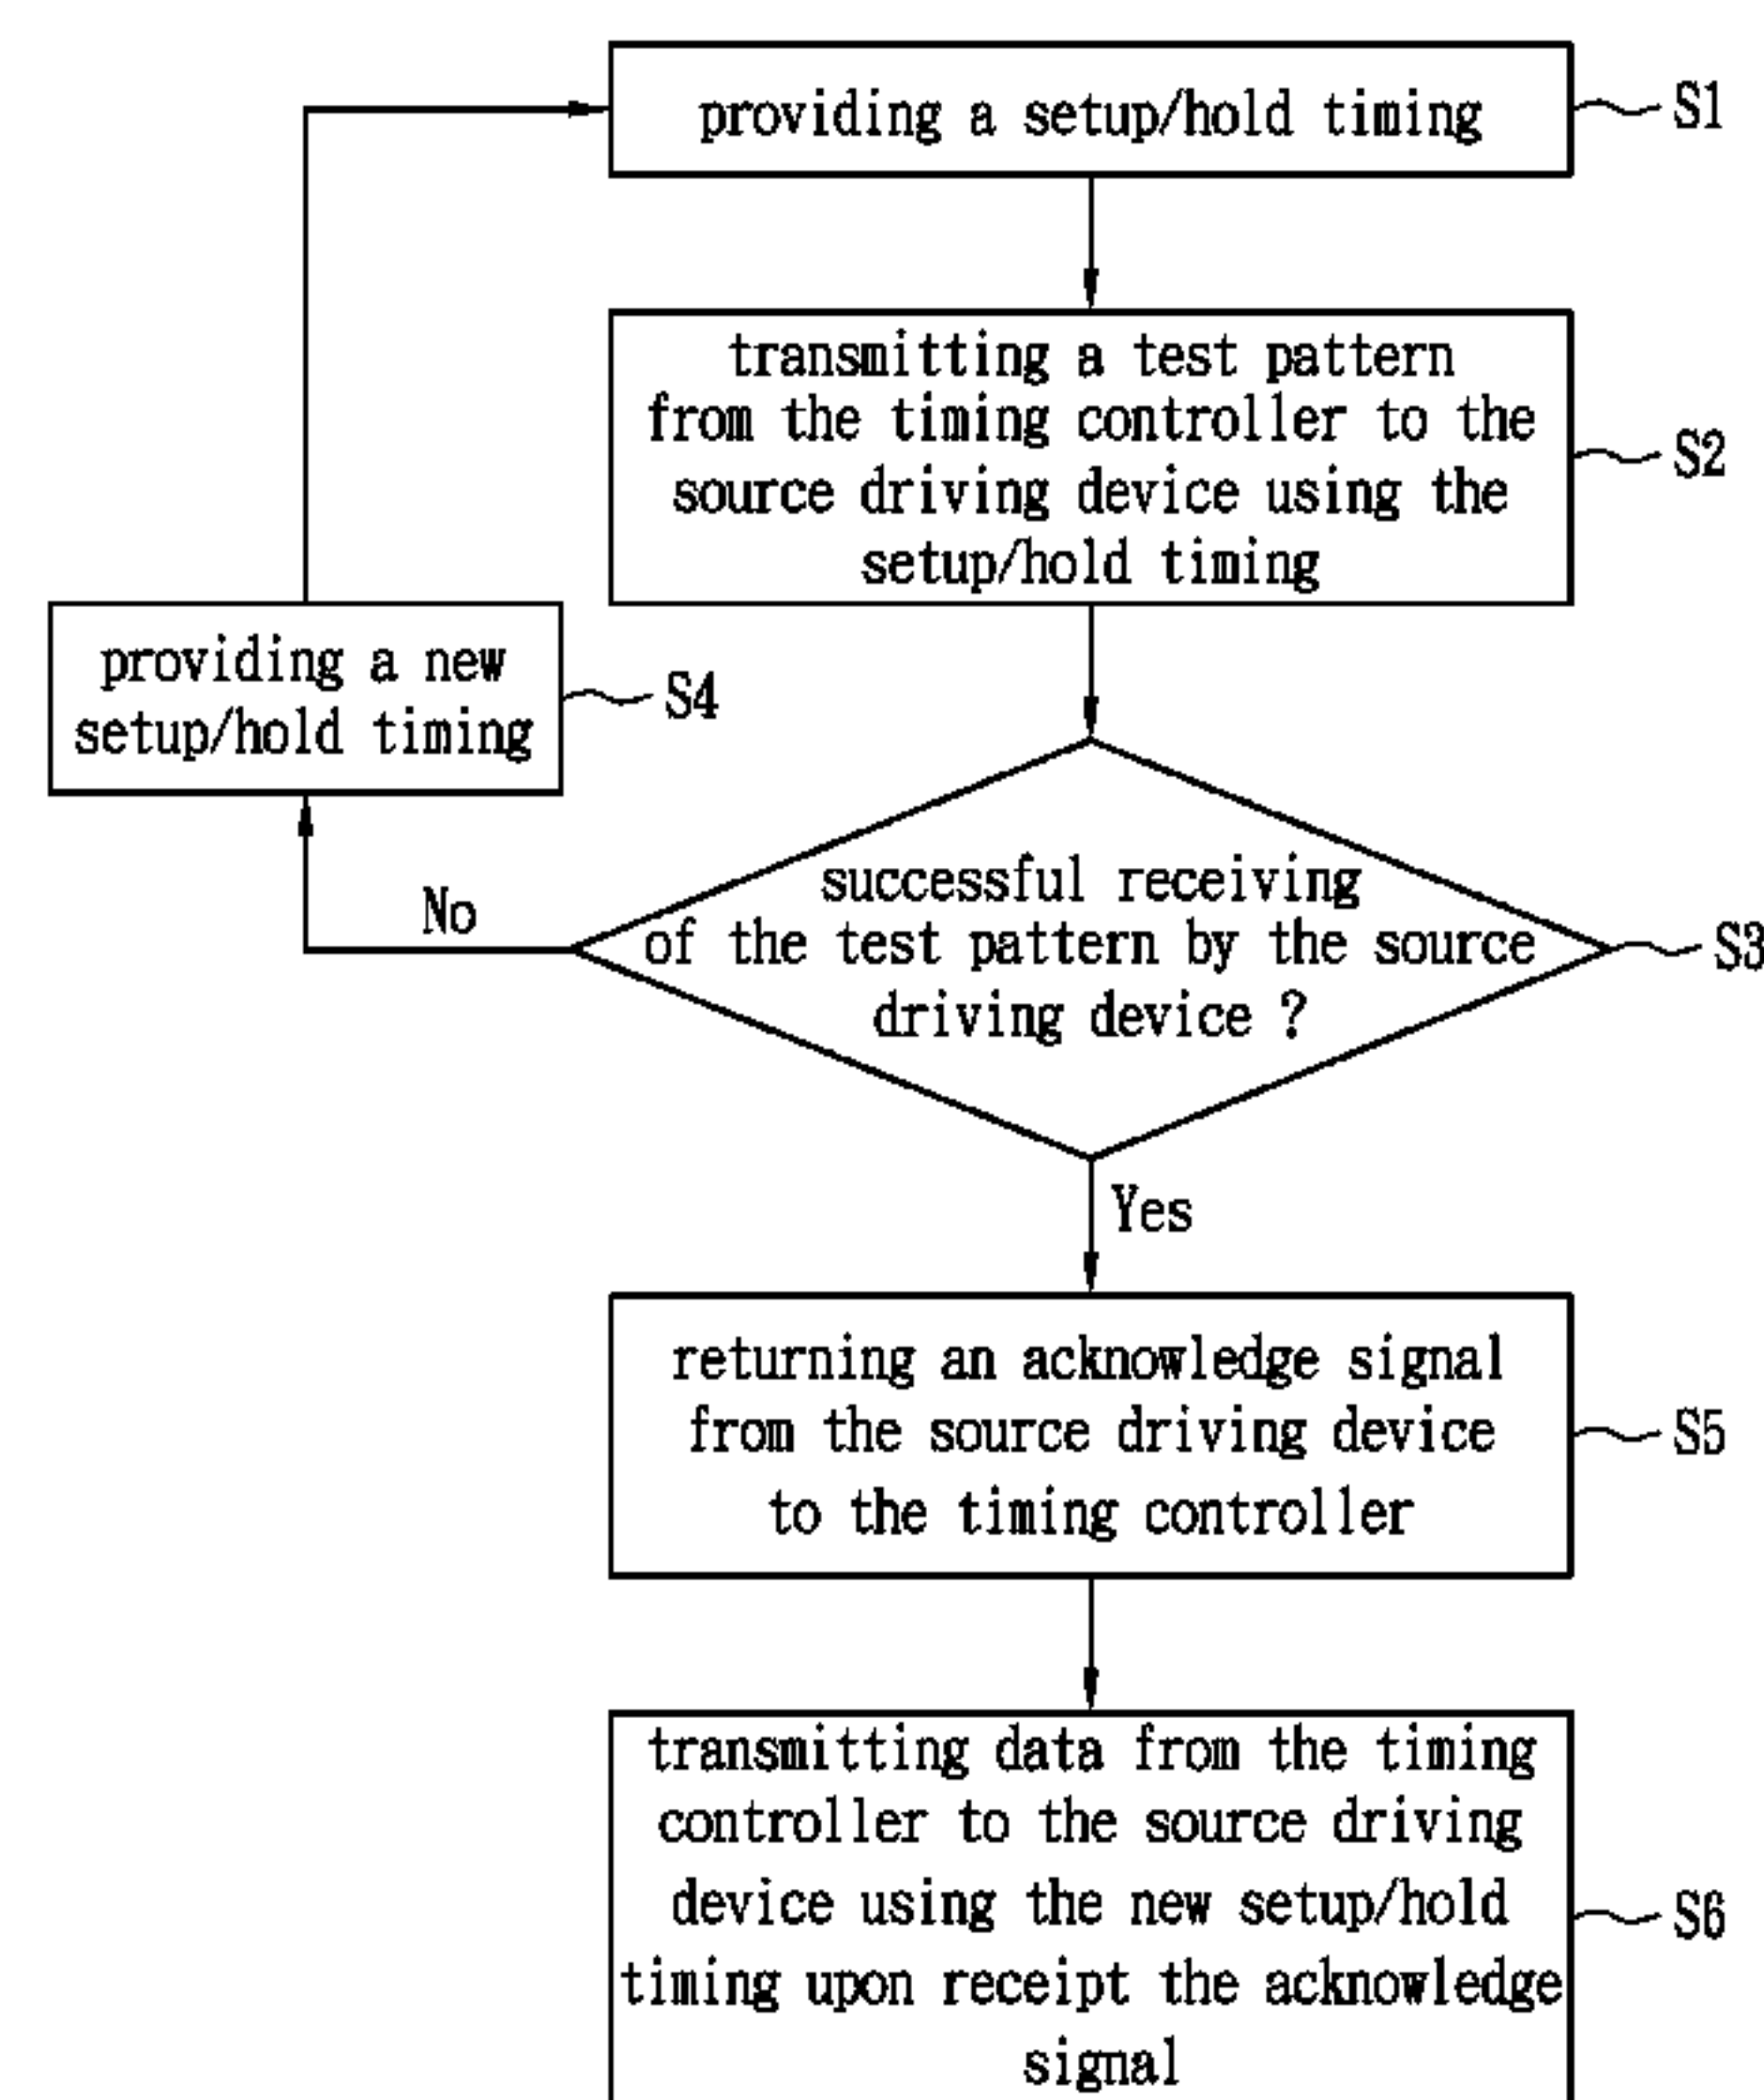 providing a setup/hold timing
S1
transmitting a test pattern
from the timing controller to the
source driving device using the
setup/hold timing
S2
providing a new
setup/hold timing
S4
successful receiving
of the test pattern by the source
driving device ?
S3
No
Yes
returning an acknowledge signal
from the source driving device
to the timing controller
S5
transmitting data from the timing
controller to the source driving
device using the new setup/hold
timing upon receipt the acknowledge
signal
S6